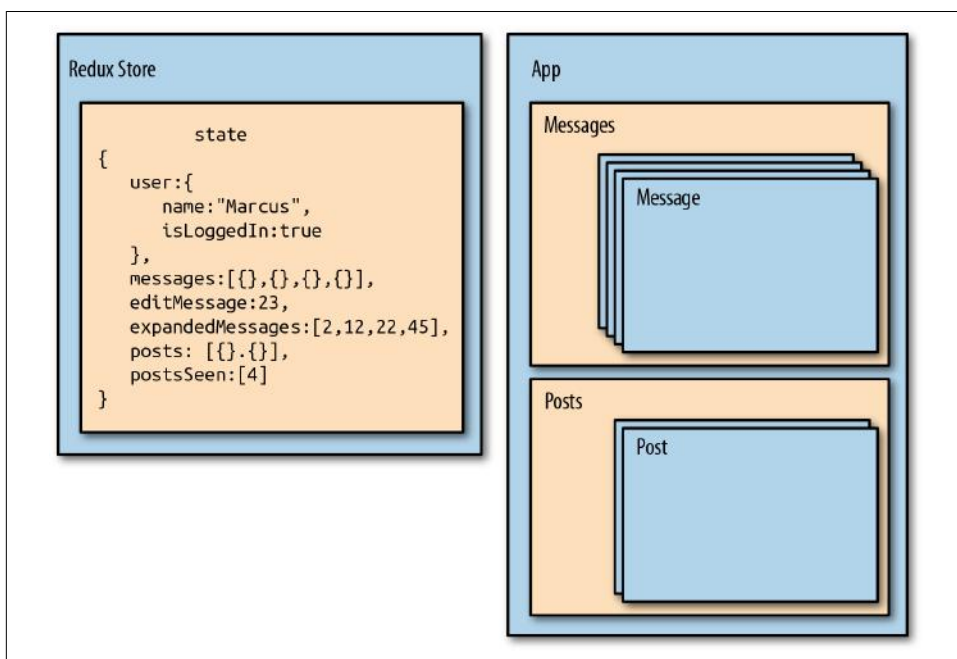 Redux Store
state
{
user:{
name:"Marcus",
isLoggedIn:true
},
messages:[{},{},{},{}],
editMessage:23,
expandedMessages:[2,12,22,45],
posts: [{}.{}],
postsSeen:[4]
}
App
Messages
Message
Posts
Post